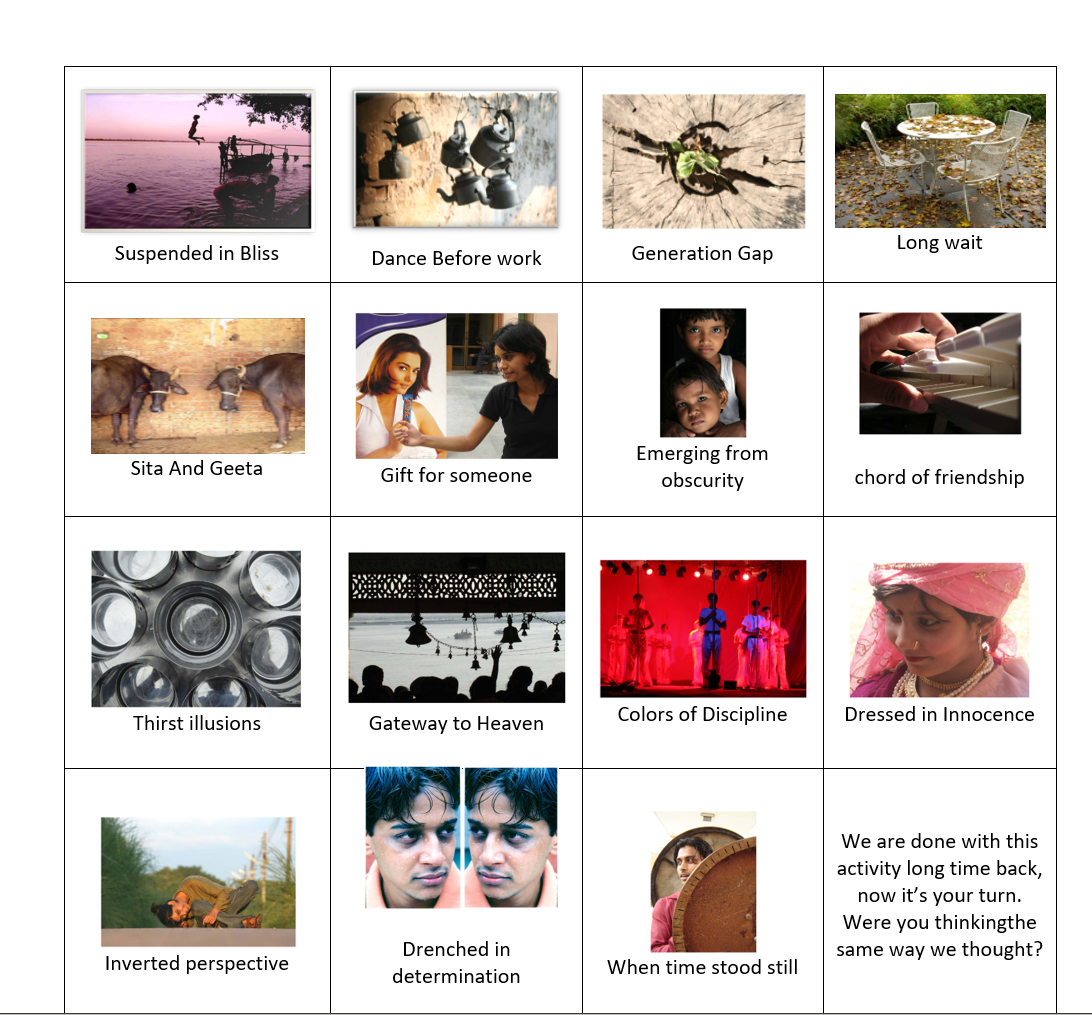 Suspended in Bliss
Dance Before work
Generation Gap
Long wait
Sita And Geeta
Gift for someone
Emerging from
obscurity
chord of friendship
Thirst illusions
Gateway to Heaven
Colors of Discipline
Dressed in Innocence
Inverted perspective
Drenched in
determination
When time stood still
We are done with this
activity long time back,
now it’s your turn.
Were you thinkingthe
same way we thought?